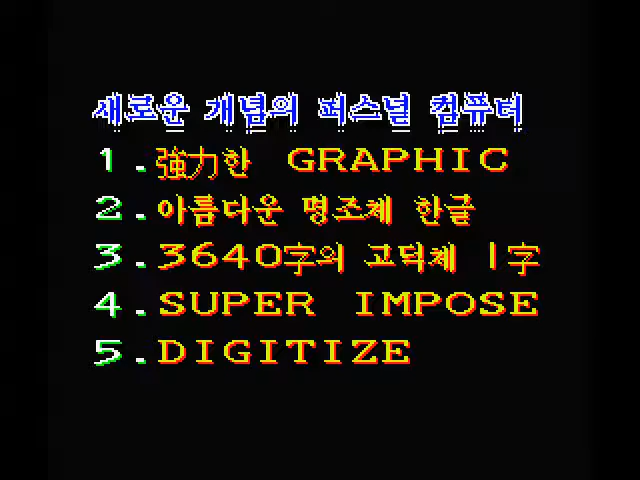 새로운 개념의 퍼스널 컴퓨터
1.強力한 GRAPHIC
2.아름다운 명조체 한글
3.3640字의 고딕체 1字
4.SUPER IMPOSE
5.DIGITIZE